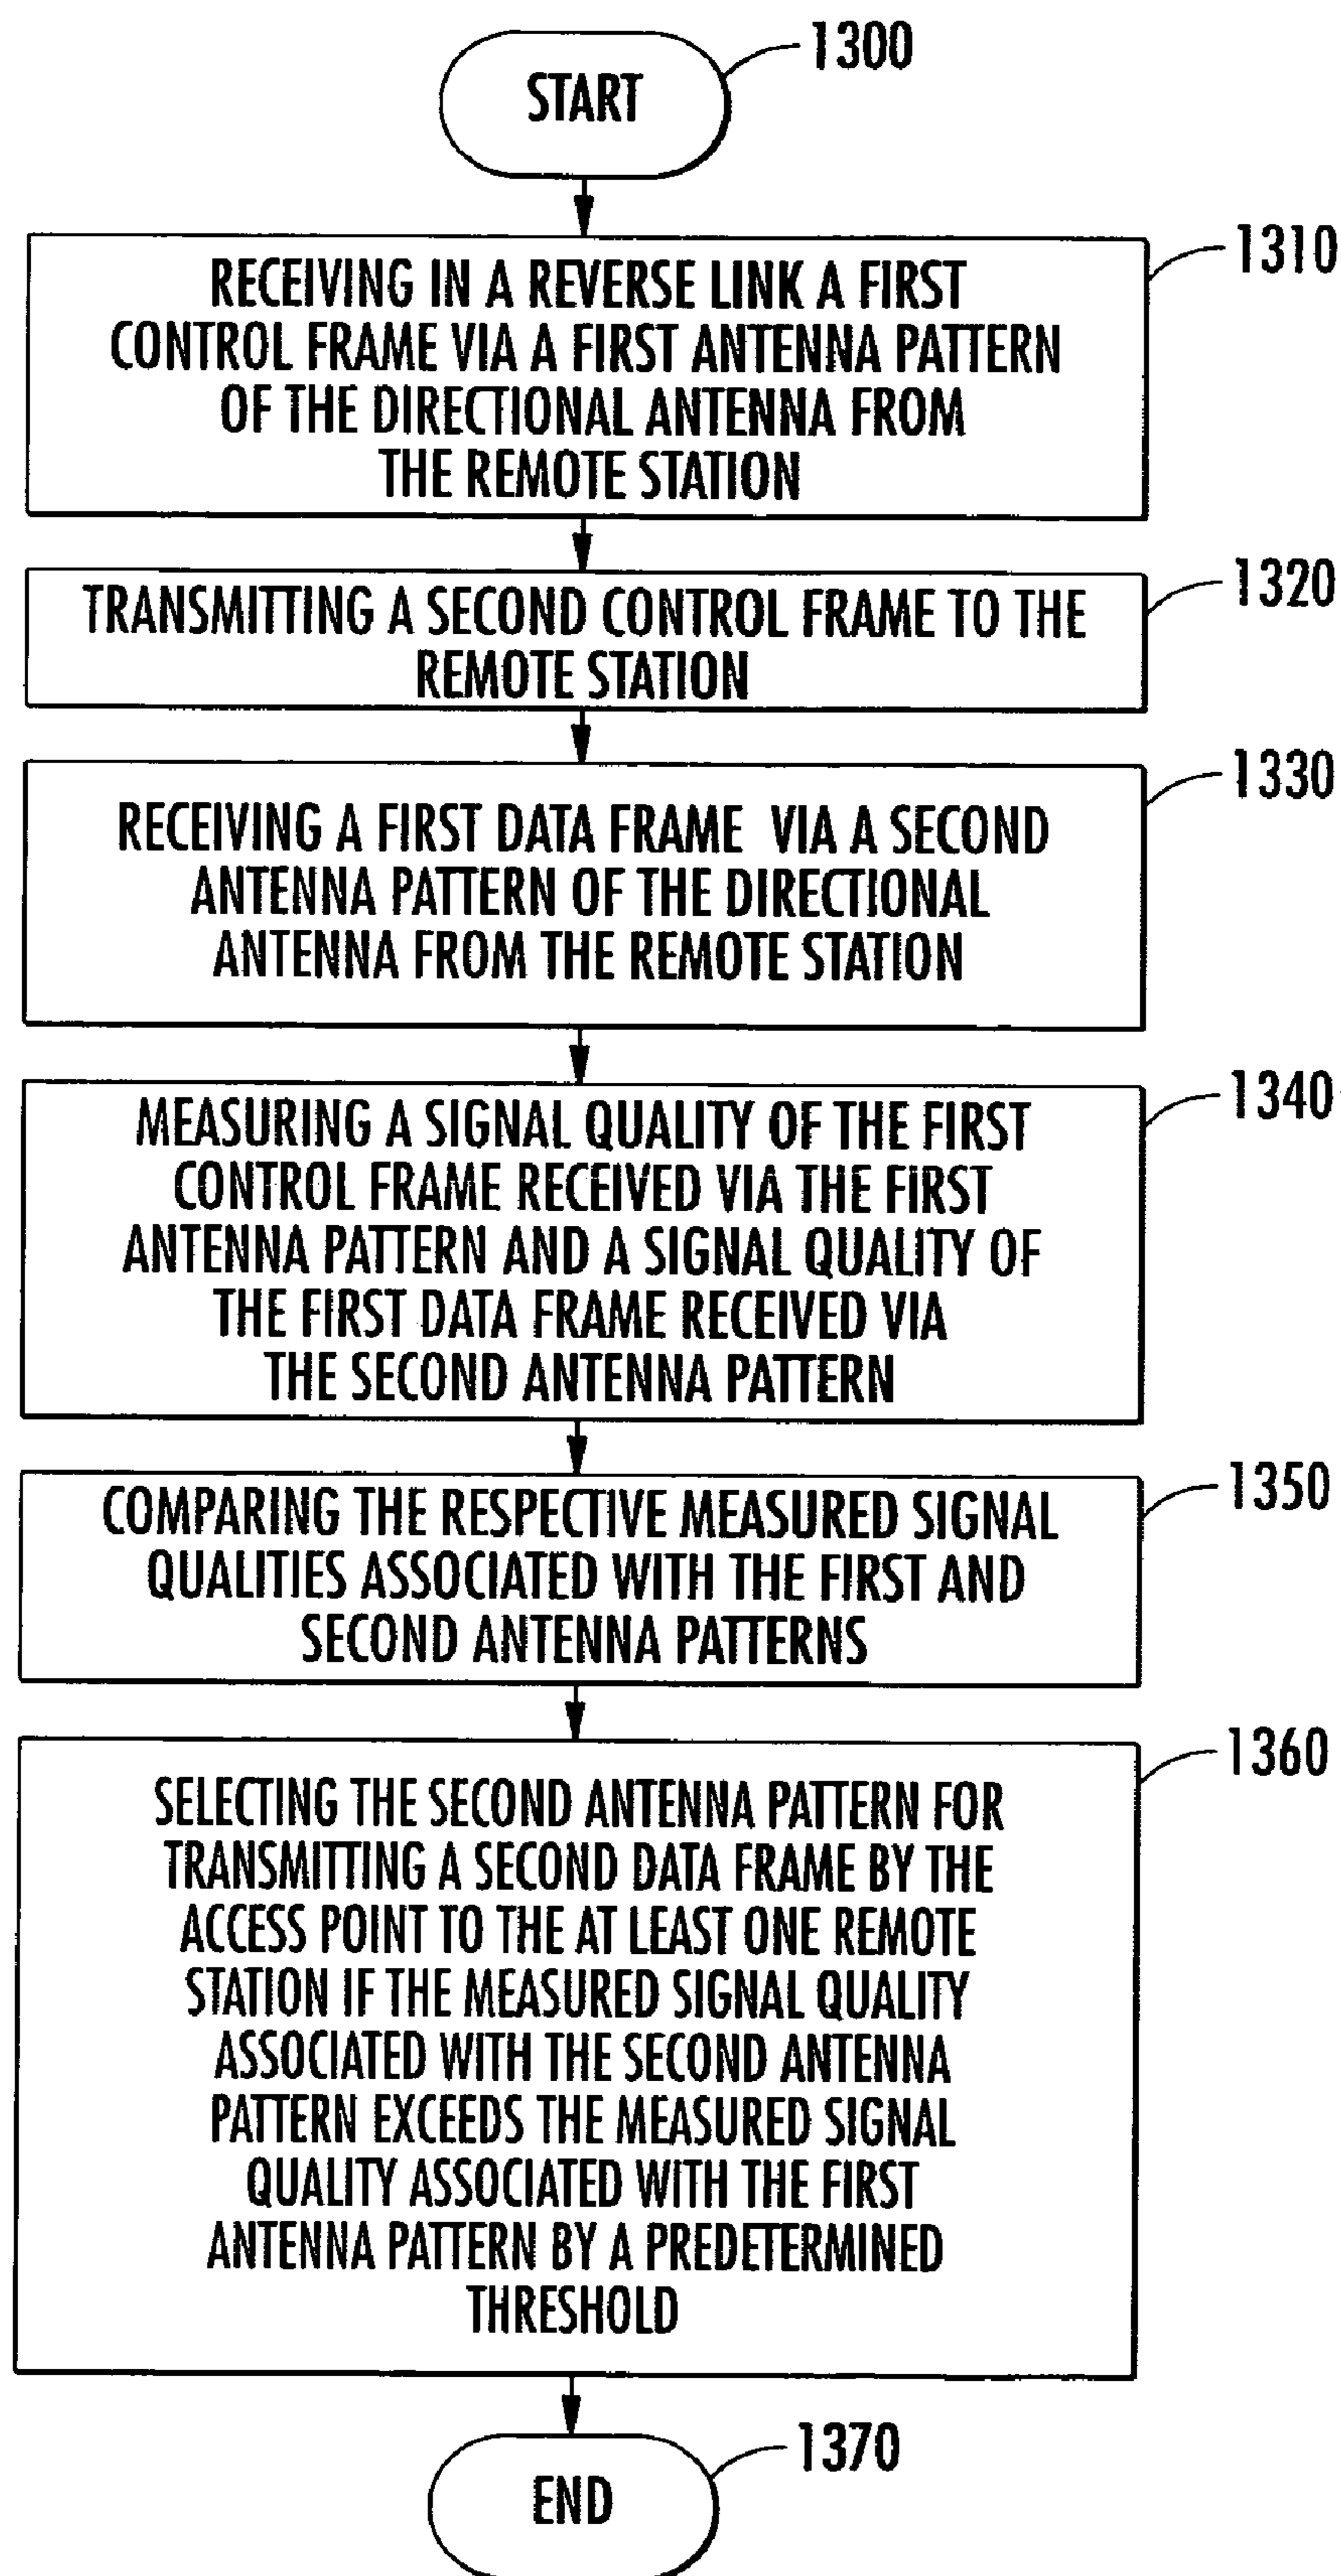 START
1300
1310
RECEIVING IN A REVERSE LINK A FIRST
CONTROL FRAME VIA A FIRST ANTENNA PATTERN
OF THE DIRECTIONAL ANTENNA FROM
THE REMOTE STATION
1320
TRANSMITTING A SECOND CONTROL FRAME TO THE
REMOTE STATION
1330
RECEIVING A FIRST DATA FRAME VIA A SECOND
ANTENNA PATTERN OF THE DIRECTIONAL
ANTENNA FROM THE REMOTE STATION
1340
MEASURING A SIGNAL QUALITY OF THE FIRST
CONTROL FRAME RECEIVED VIA THE FIRST
ANTENNA PATTERN AND A SIGNAL QUALITY OF
THE FIRST DATA FRAME RECEIVED VIA
THE SECOND ANTENNA PATTERN
1350
COMPARING THE RESPECTIVE MEASURED SIGNAL
QUALITIES ASSOCIATED WITH THE FIRST AND
SECOND ANTENNA PATTERNS
1360
SELECTING THE SECOND ANTENNA PATTERN FOR
TRANSMITTING A SECOND DATA FRAME BY THE
ACCESS POINT TO THE AT LEAST ONE REMOTE
STATION IF THE MEASURED SIGNAL QUALITY
ASSOCIATED WITH THE SECOND ANTENNA
PATTERN EXCEEDS THE MEASURED SIGNAL
QUALITY ASSOCIATED WITH THE FIRST
ANTENNA PATTERN BY A PREDETERMINED
THRESHOLD
1370
END